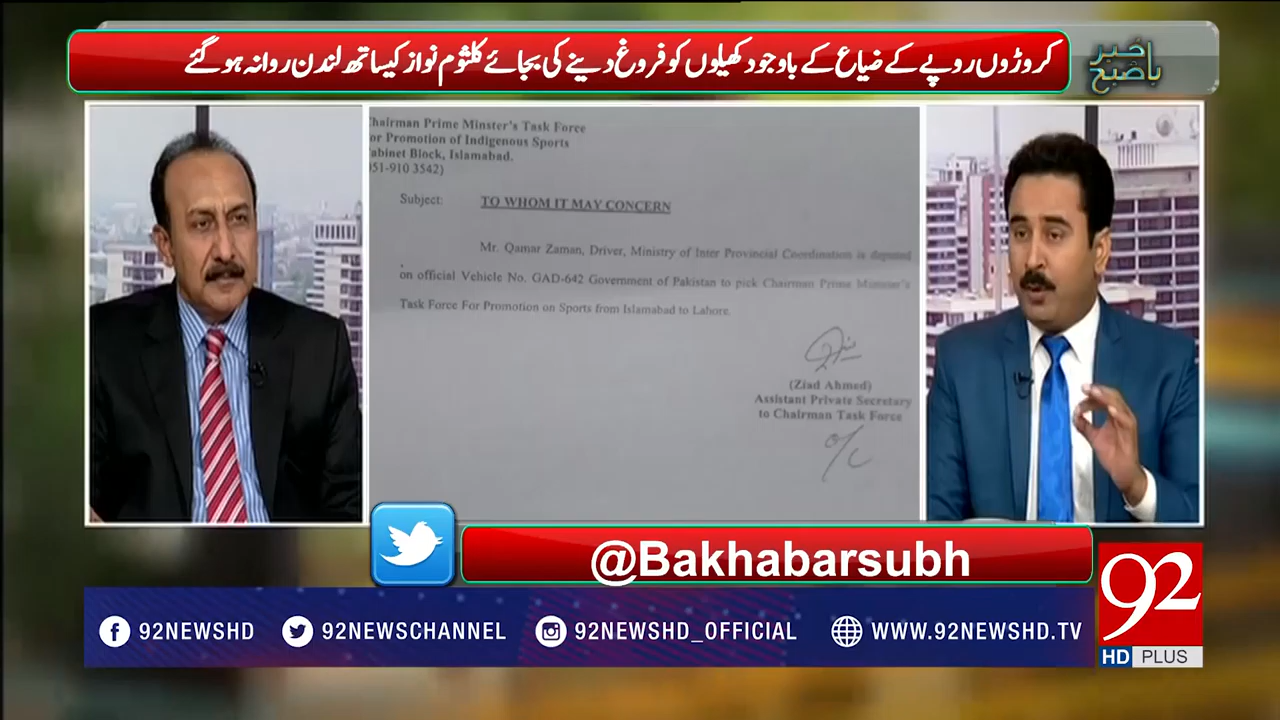 کروڑوں روپے کے ضیاع کے باوجود کھیلوں کو فروغ دینے کی بجائے کلثوم نواز کیساتھ لندن روانہ ہو گئے
باخبر صبح
Chairman Prime Minster's Task Force
For Promotion of Indigenous Sports
Cabinet Block, Islamabad.
051-910 3542)
Subject: TO WHOM IT MAY CONCERN
Mr. Qamar Zaman, Driver, Ministry of Inter Provincial Coordination is deputed
on official Vehicle No. GAD-642 Government of Pakistan to pick Chairman Prime Minister's
Task Force For Promotion on Sports from Islamabad to Lahore.
(Ziad Ahmed)
Assistant Private Secretary
to Chairman Task Force
@Bakhabarsubh
92NEWSHD 92NEWSCHANNEL 92NEWSHD_OFFICIAL WWW.92NEWSHD.TV
92
HD PLUS